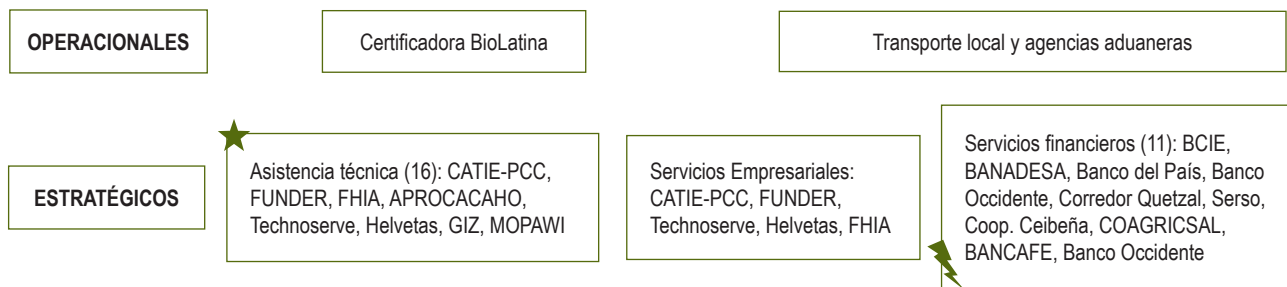 OPERACIONALES
Certificadora BioLatina
Transporte local y agencias aduaneras
ESTRATÉGICOS
Asistencia técnica (16): CATIE-PCC,
FUNDER, FHIA, APROCACAHO,
Technoserve, Helvetas, GIZ, MOPAWI
Servicios Empresariales:
CATIE-PCC, FUNDER,
Technoserve, Helvetas, FHIA
Servicios financieros (11): BCIE,
BANADESA, Banco del País, Banco
Occidente, Corredor Quetzal, Serso,
Coop. Ceibeña, COAGRICSAL,
BANCAFE, Banco Occidente